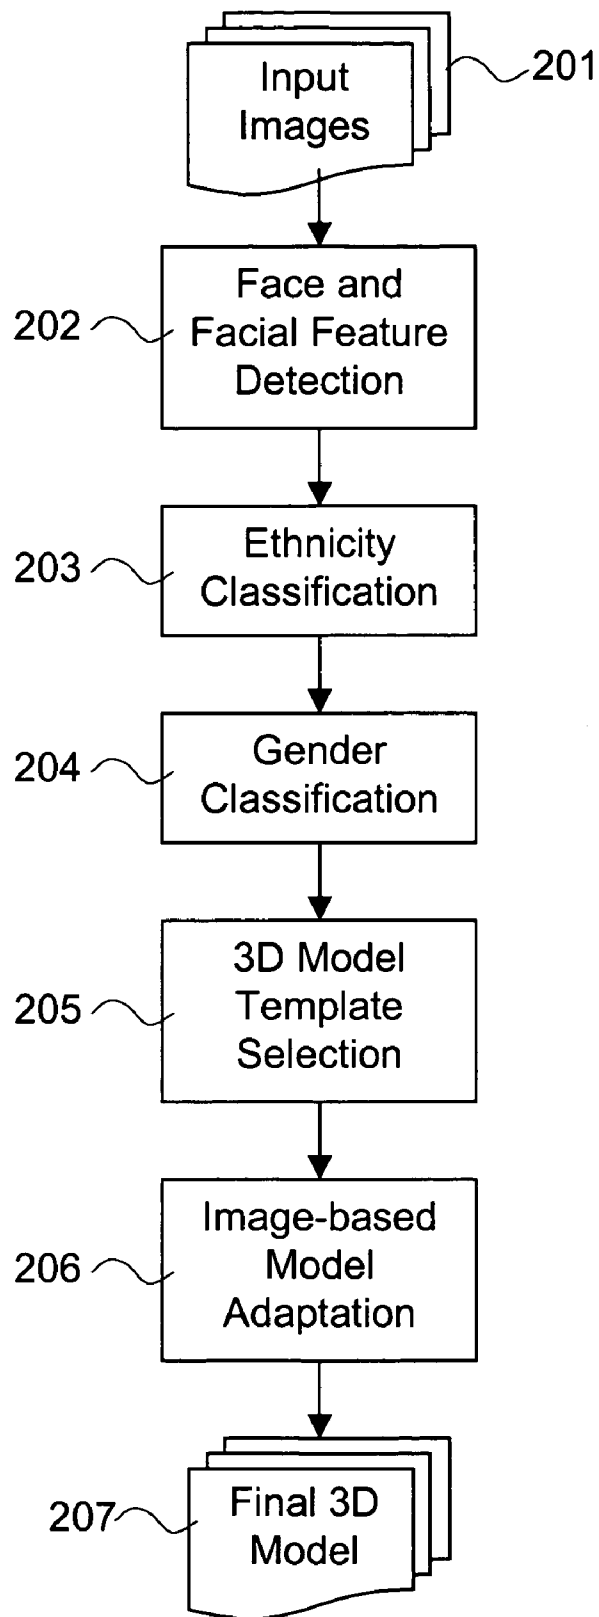 Input
Images
201
202
Face and
Facial Feature
Detection
203
Ethnicity
Classification
204
Gender
Classification
205
3D Model
Template
Selection
206
Image-based
Model
Adaptation
207
Final 3D
Model